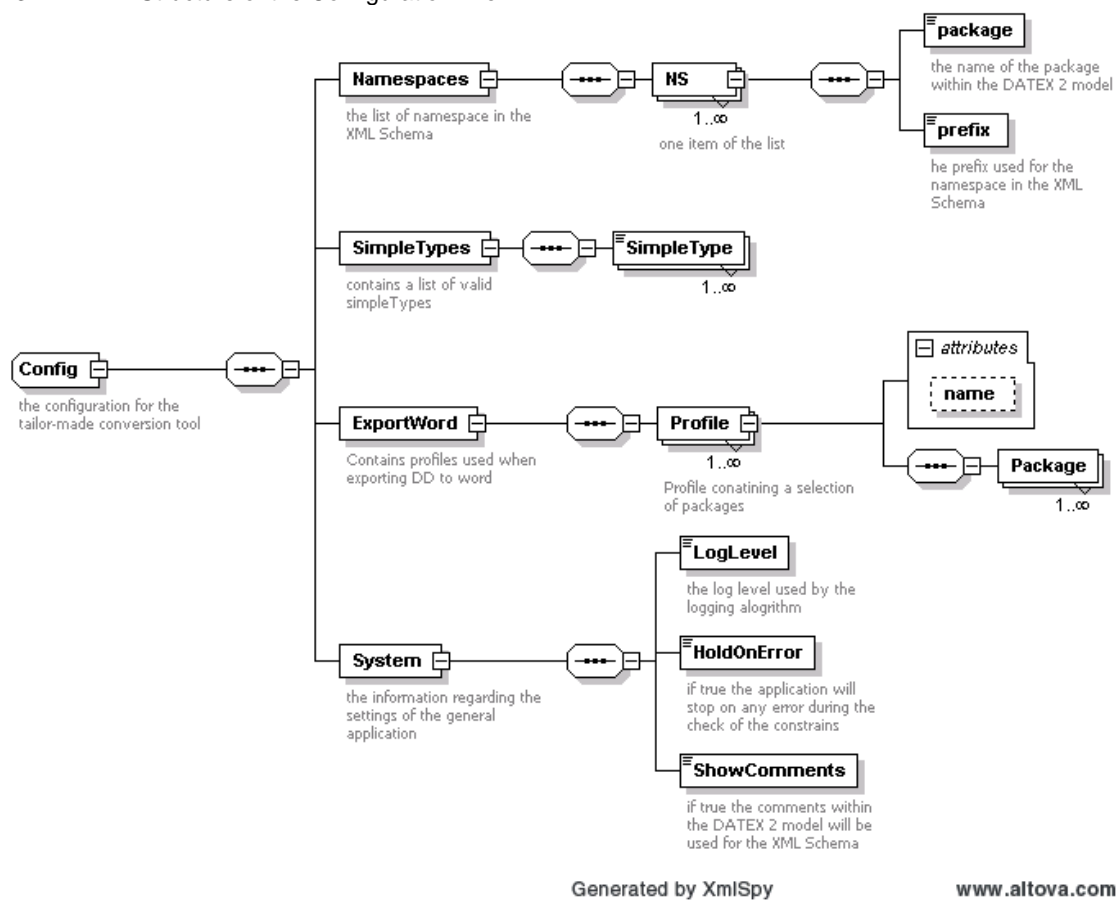 package
the name of the package
within the DATEX 2 model
Namespaces
the list of namespace in the
XML Schema
NS
1..∞
one item of the list
prefix
he prefix used for the
namespace in the XML
Schema
SimpleTypes
contains a list of valid
simpleTypes
SimpleType
1..∞
Config
the configuration for the
tailor-made conversion tool
attributes
name
ExportWord
Contains profiles used when
exporting DD to word
Profile
1..∞
Profile conatining a selection
of packages
Package
1..∞
LogLevel
the log level used by the
logging alogrithm
System
the information regarding the
settings of the general
application
HoldOnError
if true the application will
stop on any error during the
check of the constrains
ShowComments
if true the comments within
the DATEX 2 model will be
used for the XML Schema
Generated by XmlSpy
www.altova.com